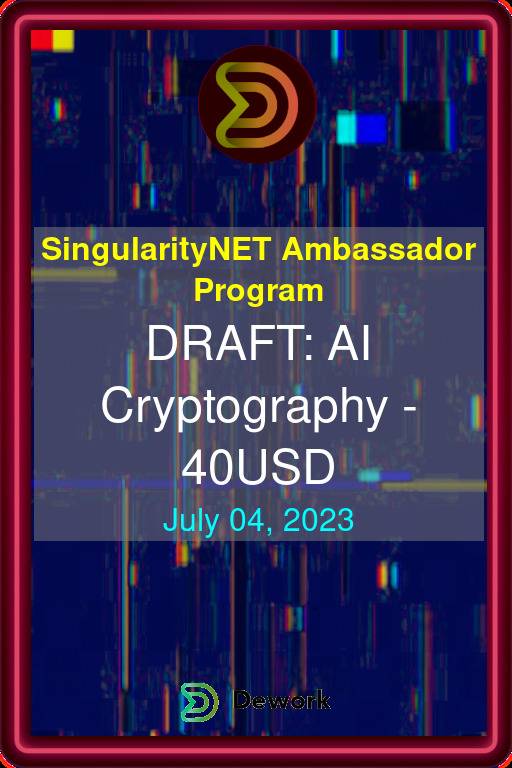 SingularityNET Ambassador
Program
DRAFT: AI
Cryptography -
40USD
July 04, 2023
Dework